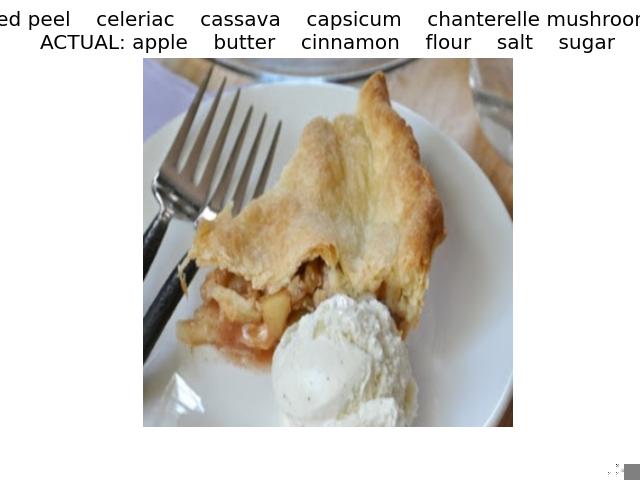 ed peel celeriac cassava capsicum chanterelle mushroo
ACTUAL: apple butter cinnamon flour salt sugar